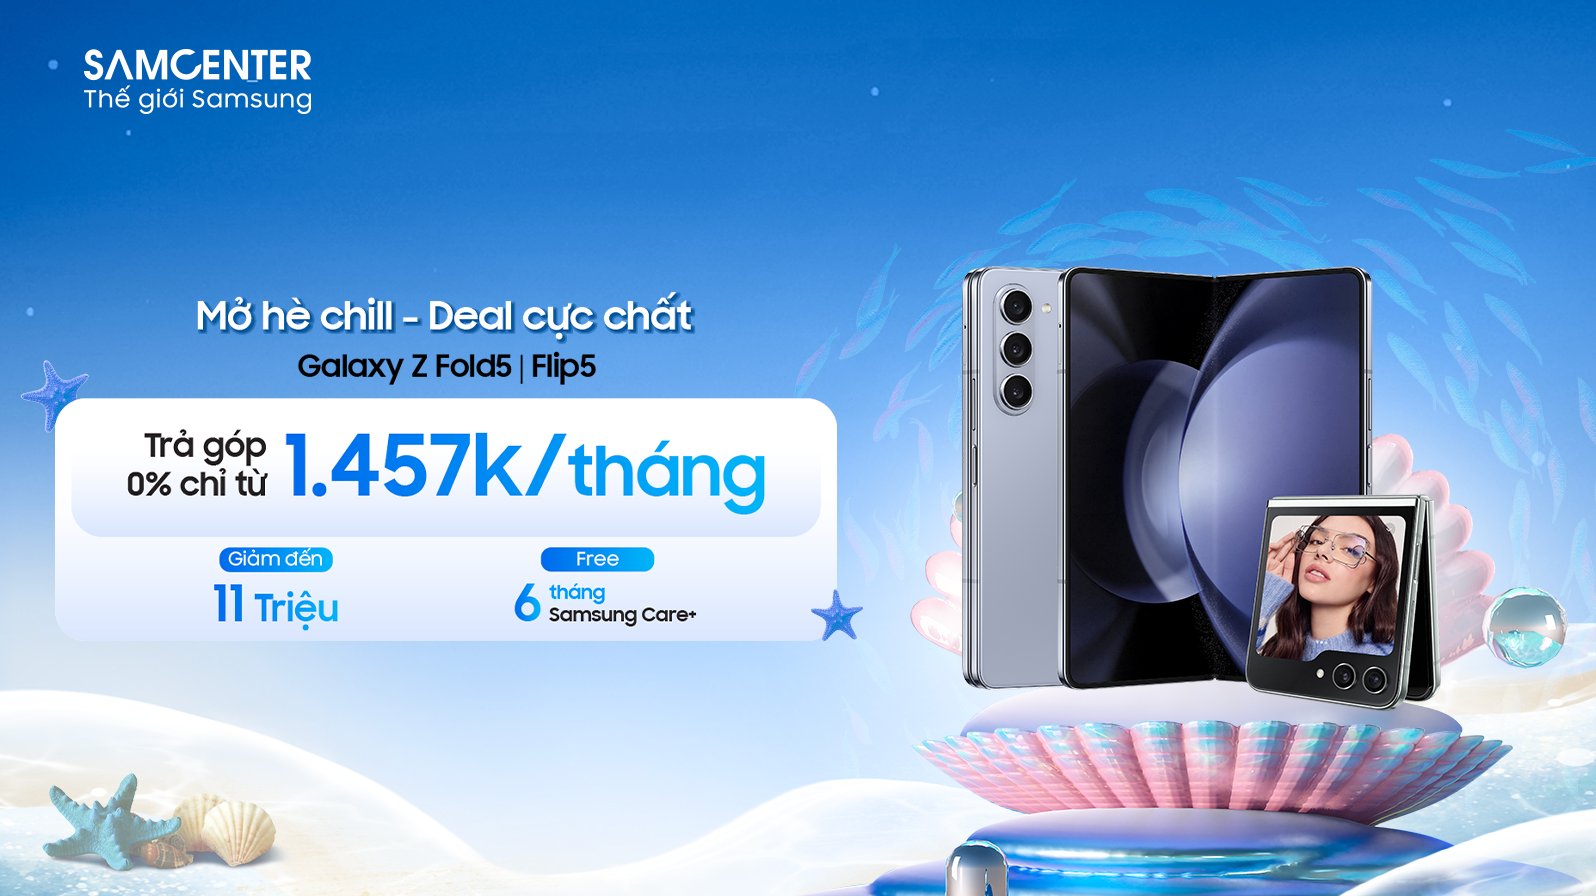 SAMCENTER
Thế giới Samsung
Mở hè chill - Deal cực chất
Galaxy Z Fold5 | Flip5
Trả góp
0% chỉ từ
1.457k/tháng
Giảm đến
11 Triệu
Free
6 tháng
Samsung Care+